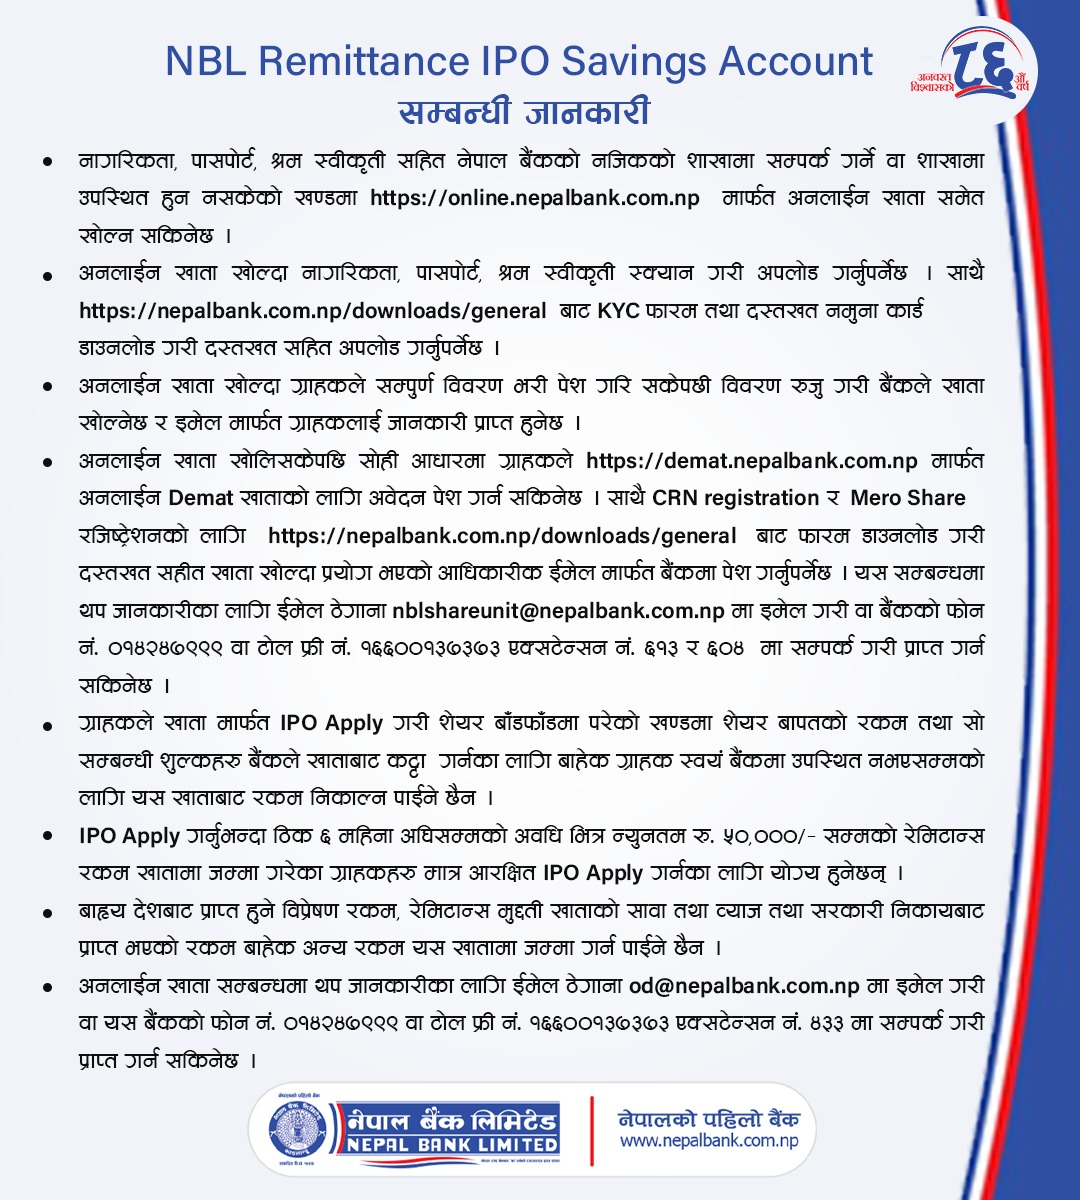 NBL Remittance IPO Savings Account
सम्बन्धी जानकारी
अनवरत्
विश्वासको
८६
औँ
वर्ष
• नागरिकता, पासपोर्ट, श्रम स्वीकृती सहित नेपाल बैंकको नजिकको शाखामा सम्पर्क गर्ने वा शाखामा
उपस्थित हुन नसकेको खण्डमा https://online.nepalbank.com.np मार्फत अनलाईन खाता समेत
खोल्न सकिनेछ ।
• अनलाईन खाता खोल्दा नागरिकता, पासपोर्ट, श्रम स्वीकृती स्क्यान गरी अपलोड गर्नुपर्नेछ । साथै
https://nepalbank.com.np/downloads/general बाट KYC फारम तथा दस्तखत नमुना कार्ड
डाउनलोड गरी दस्तखत सहित अपलोड गर्नुपर्नेछ ।
• अनलाईन खाता खोल्दा ग्राहकले सम्पुर्ण विवरण भरी पेश गरि सकेपछी विवरण रुजु गरी बैंकले खाता
खोल्नेछ र इमेल मार्फत ग्राहकलाई जानकारी प्राप्त हुनेछ ।
• अनलाईन खाता खोलिसकेपछि सोही आधारमा ग्राहकले https://demat.nepalbank.com.np मार्फत
अनलाईन Demat खाताको लागि अवेदन पेश गर्न सकिनेछ । साथै CRN registration र Mero Share
रजिष्ट्रेशनको लागि https://nepalbank.com.np/downloads/general बाट फारम डाउनलोड गरी
दस्तखत सहीत खाता खोल्दा प्रयोग भएको आधिकारीक ईमेल मार्फत बैंकमा पेश गर्नुपर्नेछ । यस सम्बन्धमा
थप जानकारीका लागि ईमेल ठेगाना nblshareunit@nepalbank.com.np मा इमेल गरी वा बैंकको फोन
नं. ०१४२४७९९९ वा टोल फ्री नं. १६६००१३७३७३ एक्सटेन्सन नं. ६१३ र ६०४ मा सम्पर्क गरी प्राप्त गर्न
सकिनेछ ।
• ग्राहकले खाता मार्फत IPO Apply गरी शेयर बाँडफाँडमा परेको खण्डमा शेयर बापतको रकम तथा सो
सम्बन्धी शुल्कहरु बैंकले खाताबाट कट्टा गर्नका लागि बाहेक ग्राहक स्वयं बैंकमा उपस्थित नभएसम्मको
लागि यस खाताबाट रकम निकाल्न पाईने छैन ।
• IPO Apply गर्नुभन्दा ठिक ६ महिना अघिसम्मको अवधि भित्र न्युनतम रु. ५०,०००/- सम्मको रेमिटान्स
रकम खातामा जम्मा गरेका ग्राहकहरु मात्र आरक्षित IPO Apply गर्नका लागि योग्य हुनेछन् ।
• बाह्रय देशबाट प्राप्त हुने विप्रेषण रकम, रेमिटान्स मुद्दती खाताको सावा तथा व्याज तथा सरकारी निकायबाट
प्राप्त भएको रकम बाहेक अन्य रकम यस खातामा जम्मा गर्न पाईने छैन ।
• अनलाईन खाता सम्बन्धमा थप जानकारीका लागि ईमेल ठेगाना od@nepalbank.com.np मा इमेल गरी
वा यस बैंकको फोन नं. ०१४२४७९९९ वा टोल फ्री नं. १६६००१३७३७३ एक्सटेन्सन नं. ४३३ मा सम्पर्क गरी
प्राप्त गर्न सकिनेछ ।
नेपालको पहिलो बैंक
नेपाल बैंक लिमिटेड
NEPAL BANK LIMITED
नेपालको पहिलो बैंक
www.nepalbank.com.np